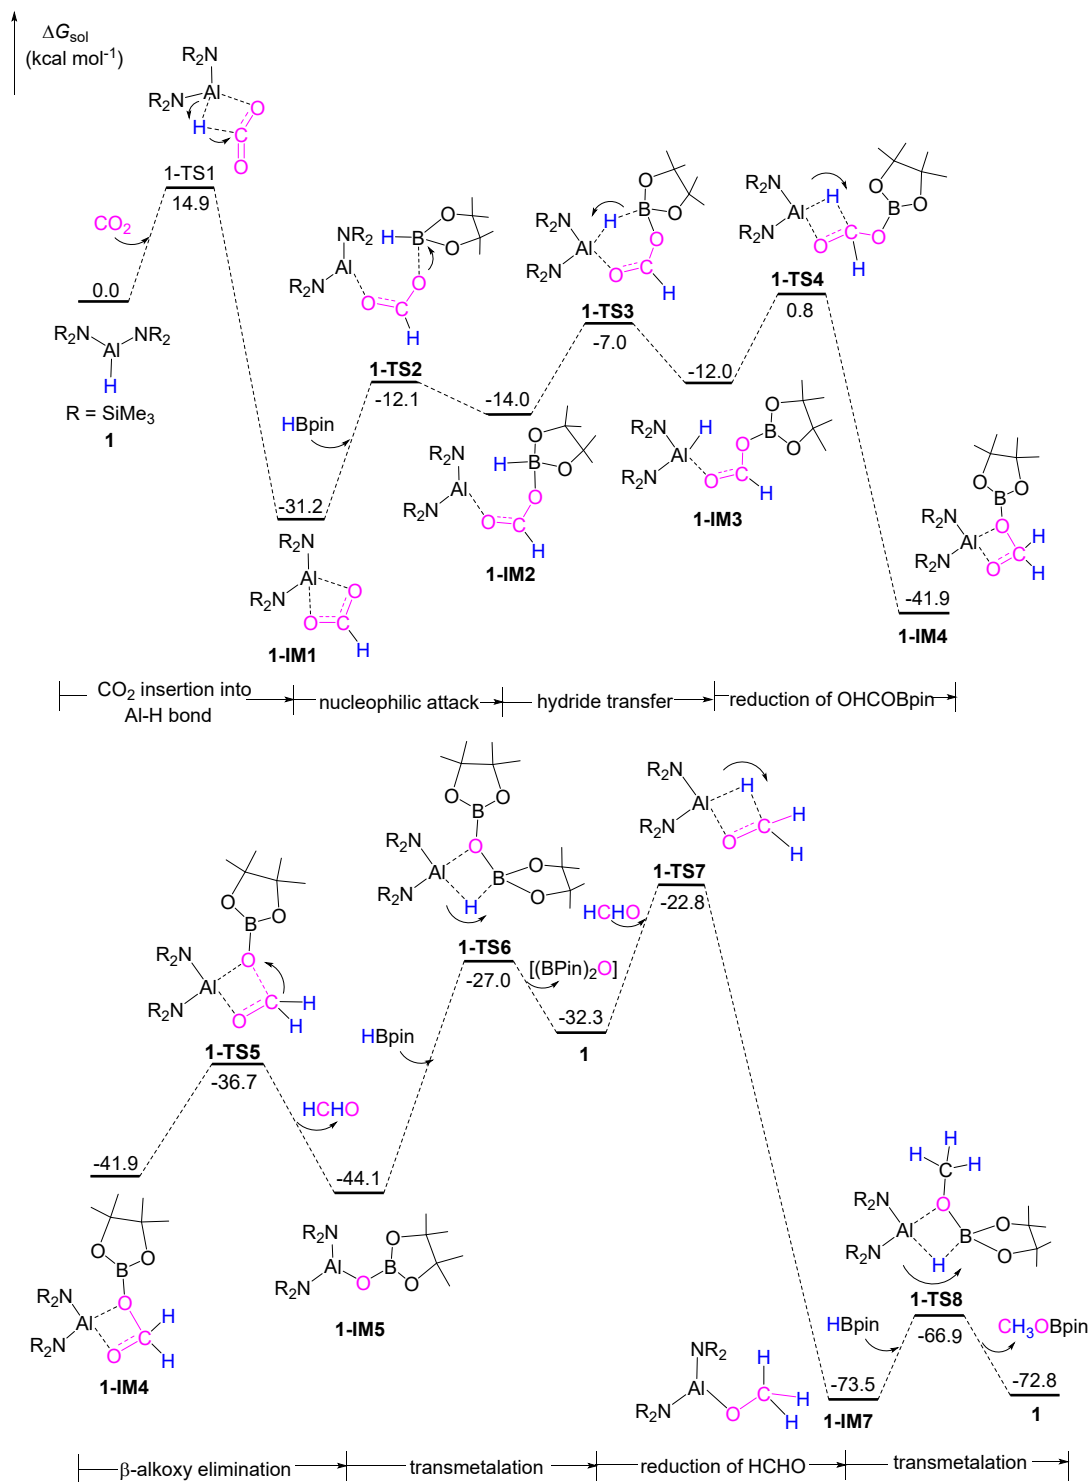 ΔGsol
(kcal mol-1)
R2N
R2N
Al
H
O
C
O
1-TS1
14.9
CO2
0.0
R2N
NR2
Al
H
R = SiMe3
1
NR2
R2N
Al
H
B
O
O
O
O
C
H
1-TS2
-12.1
HBpin
-31.2
R2N
Al
R2N
O
O
C
H
1-IM1
-14.0
R2N
Al
R2N
H
B
O
O
O
O
C
H
1-IM2
R2N
Al
R2N
H
B
O
O
O
O
C
H
1-TS3
-7.0
-12.0
R2N
H
Al
R2N
O
B
O
O
O
C
H
1-IM3
R2N
Al
R2N
H
O
C
O
B
O
O
H
1-TS4
0.8
O
O
B
O
R2N
Al
R2N
O
C
H
H
-41.9
1-IM4
CO2 insertion into
Al-H bond
nucleophilic attack
hydride transfer
reduction of OHCOBpin
O
O
B
O
R2N
Al
R2N
O
C
H
H
1-TS5
-36.7
-41.9
O
O
B
O
R2N
Al
R2N
O
C
H
H
1-IM4
HCHO
-44.1
R2N
Al
R2N
O
B
O
O
1-IM5
HBpin
O
O
B
O
R2N
Al
R2N
H
B
O
O
1-TS6
-27.0
[(BPin)2O]
-32.3
1
HCHO
R2N
Al
R2N
H
O
C
H
H
1-TS7
-22.8
NR2
Al
R2N
O
C
H
H
H
-73.5
1-IM7
HBpin
H
H
C
H
O
R2N
Al
R2N
H
B
O
O
1-TS8
-66.9
CH3OBpin
-72.8
1
β-alkoxy elimination
transmetalation
reduction of HCHO
transmetalation